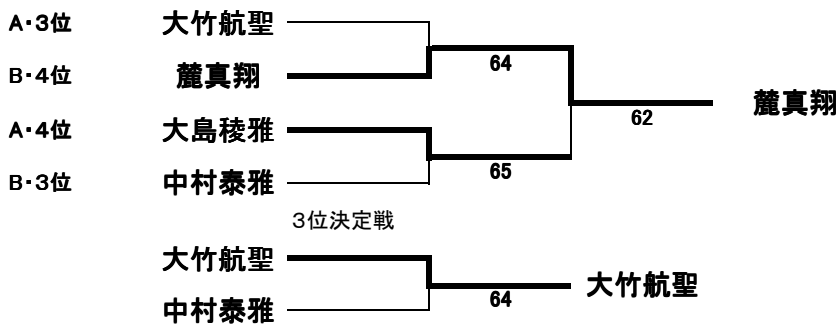 A・3位 大竹航聖
64
B・4位 麓真翔
麓真翔
62
A・4位 大島稜雅
65
B・3位 中村泰雅
3位決定戦
大竹航聖
大竹航聖
64
中村泰雅